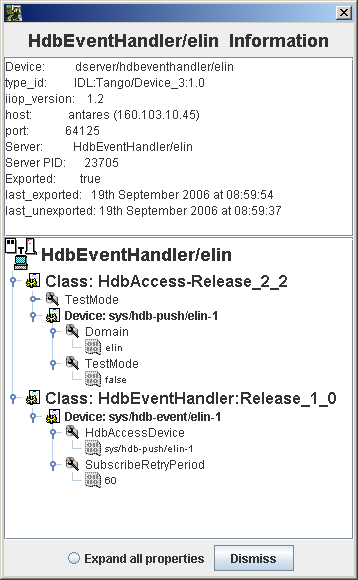 HdbEventHandler/elin Information
Device: dserver/hdbeventhandler/elin
type_id: IDL:Tango/Device_3:1.0
iiop_version: 1.2
host: antares (160.103.10.45)
port: 64125
Server: HdbEventHandler/elin
Server PID: 23705
Exported: true
last_exported: 19th September 2006 at 08:59:54
last_unexported: 19th September 2006 at 08:59:37
HdbEventHandler/elin
Class: HdbAccess-Release_2_2
TestMode
Device: sys/hdb-push/elin-1
Domain
elin
TestMode
false
Class: HdbEventHandler:Release_1_0
Device: sys/hdb-event/elin-1
HdbAccessDevice
sys/hdb-push/elin-1
SubscribeRetryPeriod
60
Expand all properties Dismiss